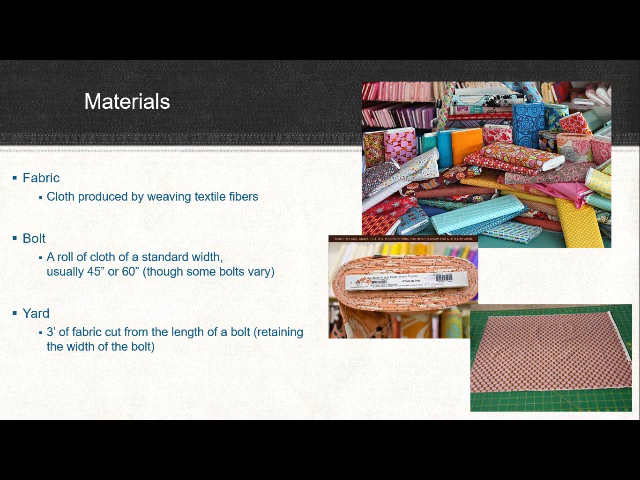 Materials
▪ Fabric
▪ Cloth produced by weaving textile fibers
▪ Bolt
▪ A roll of cloth of a standard width,
usually 45” or 60” (though some bolts vary)
▪ Yard
▪ 3’ of fabric cut from the length of a bolt (retaining
the width of the bolt)